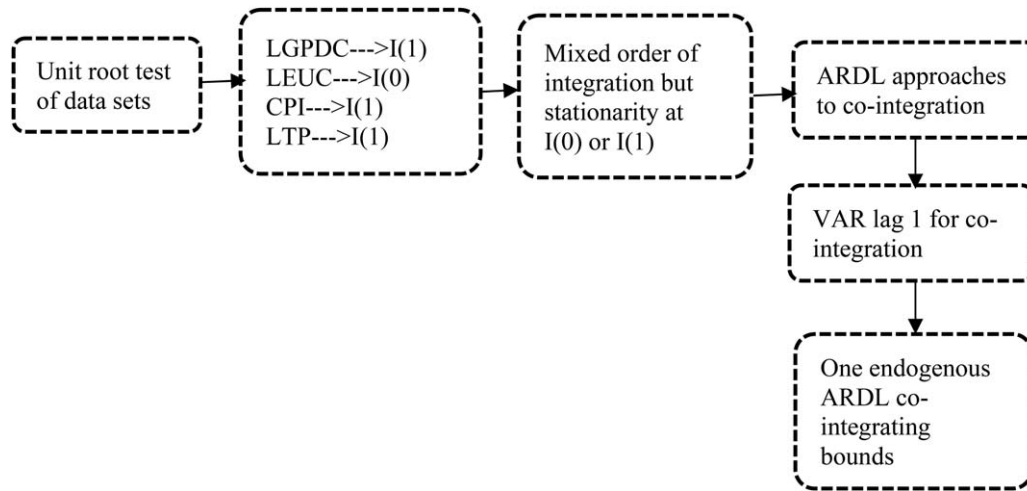 Unit root test
of data sets
LGPDC--->I(1)
LEUC--->I(0)
CPI--->I(1)
LTP--->I(1)
Mixed order of
integration but
stationarity at
I(0) or I(1)
ARDL approaches
to co-integration
VAR lag 1 for co-
integration
One endogenous
ARDL co-
integrating
bounds